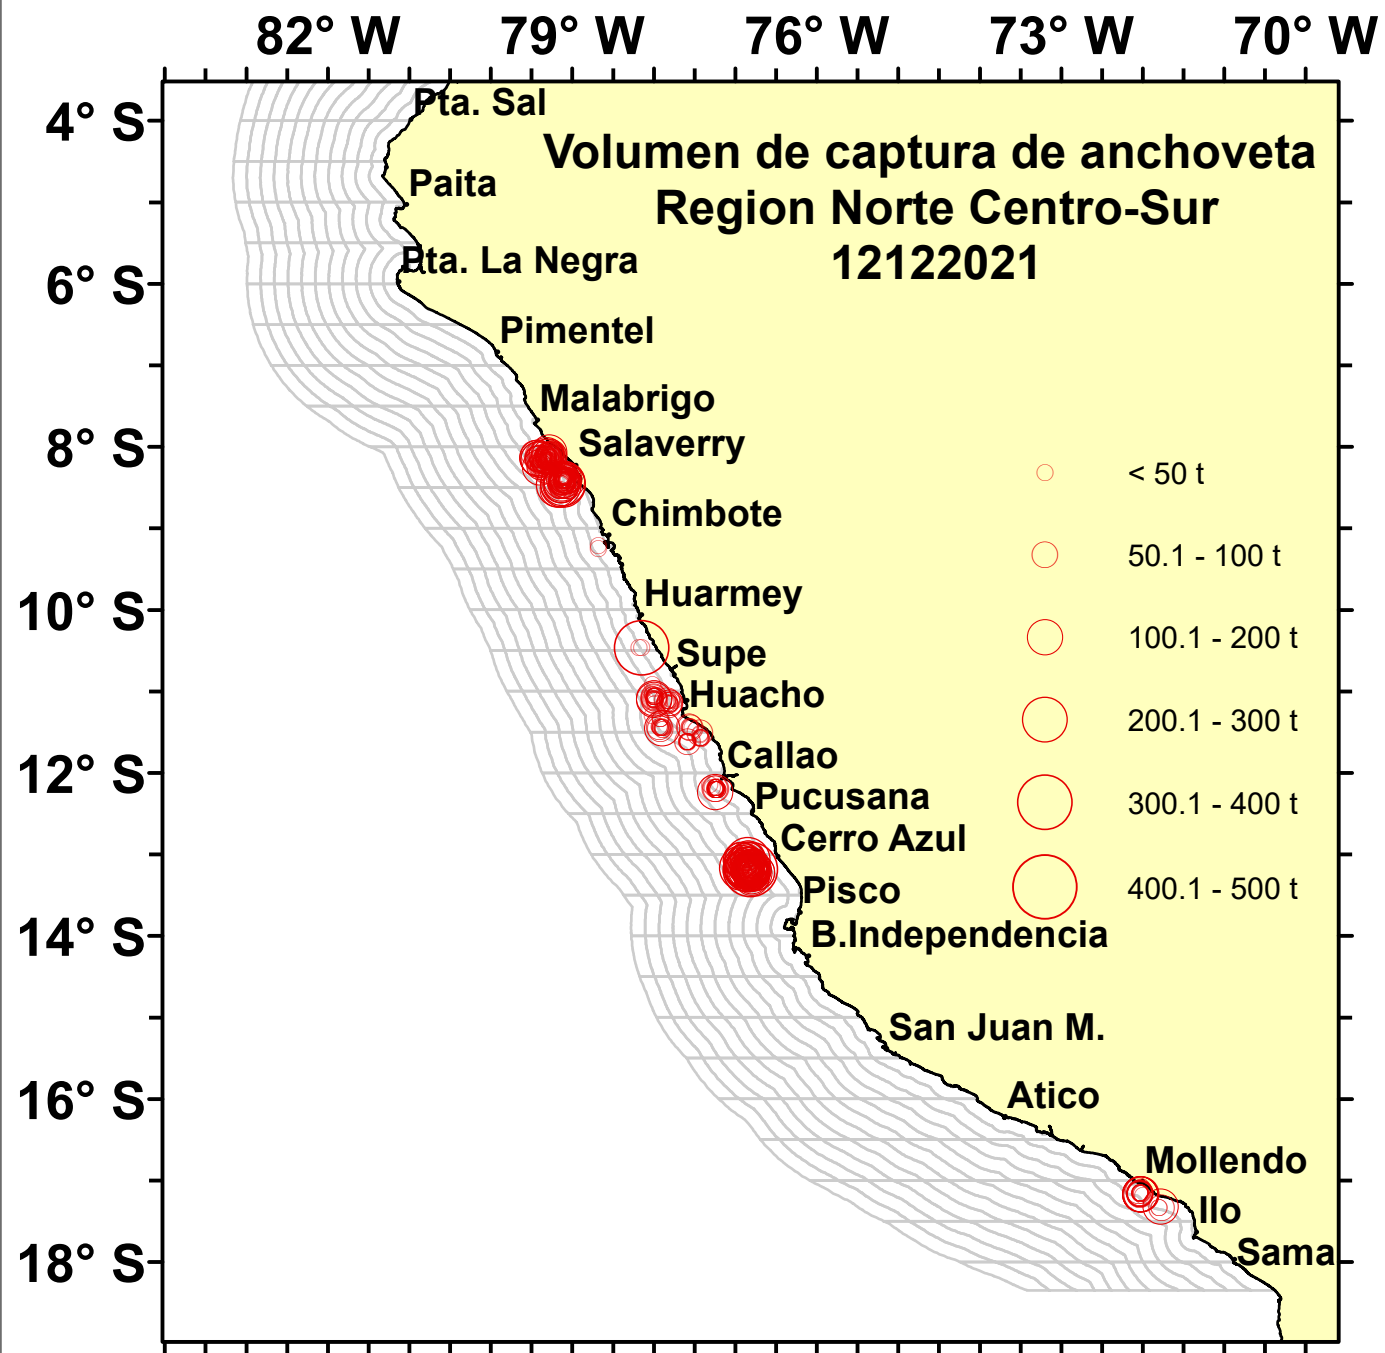 82° W 79° W 76° W 73° W 70° W
4° S
6° S
8° S
10° S
12° S
14° S
16° S
18° S
Volumen de captura de anchoveta
Region Norte Centro-Sur
12122021
Pta. Sal
Paita
Pta. La Negra
Pimentel
Malabrigo
Salaverry
Chimbote
Huarmey
Supe
Huacho
Callao
Pucusana
Cerro Azul
Pisco
B.Independencia
San Juan M.
Atico
Mollendo
Ilo
Sama
< 50 t
50.1 - 100 t
100.1 - 200 t
200.1 - 300 t
300.1 - 400 t
400.1 - 500 t